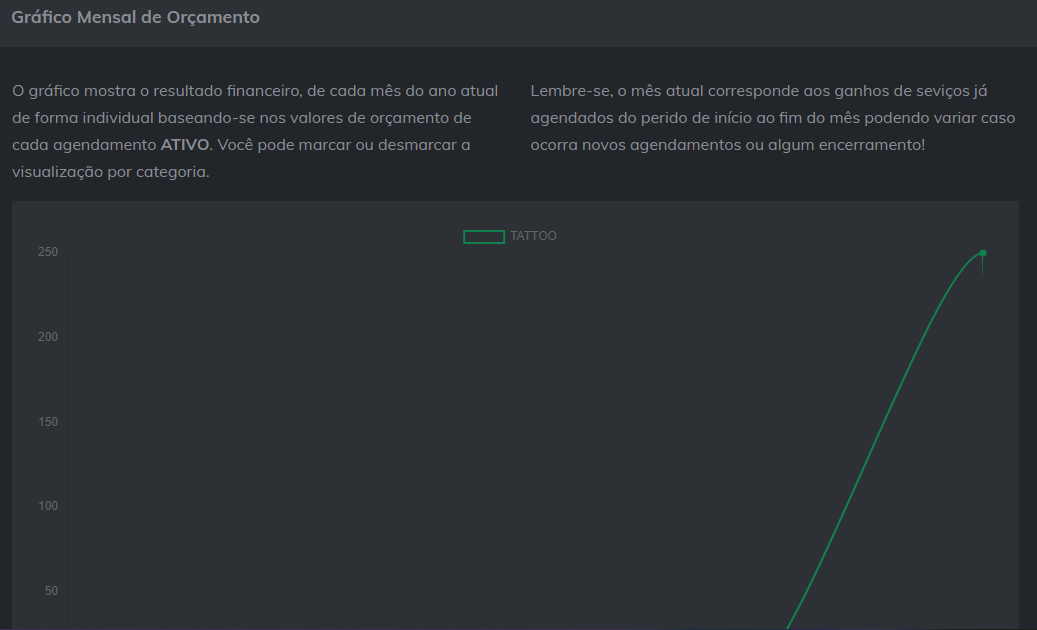 Gráfico Mensal de Orçamento
O gráfico mostra o resultado financeiro, de cada mês do ano atual
de forma individual baseando-se nos valores de orçamento de
cada agendamento ATIVO. Você pode marcar ou desmarcar a
visualização por categoria.
Lembre-se, o mês atual corresponde aos ganhos de seviços já
agendados do perido de início ao fim do mês podendo variar caso
ocorra novos agendamentos ou algum encerramento!
TATTOO
250
200
150
100
50